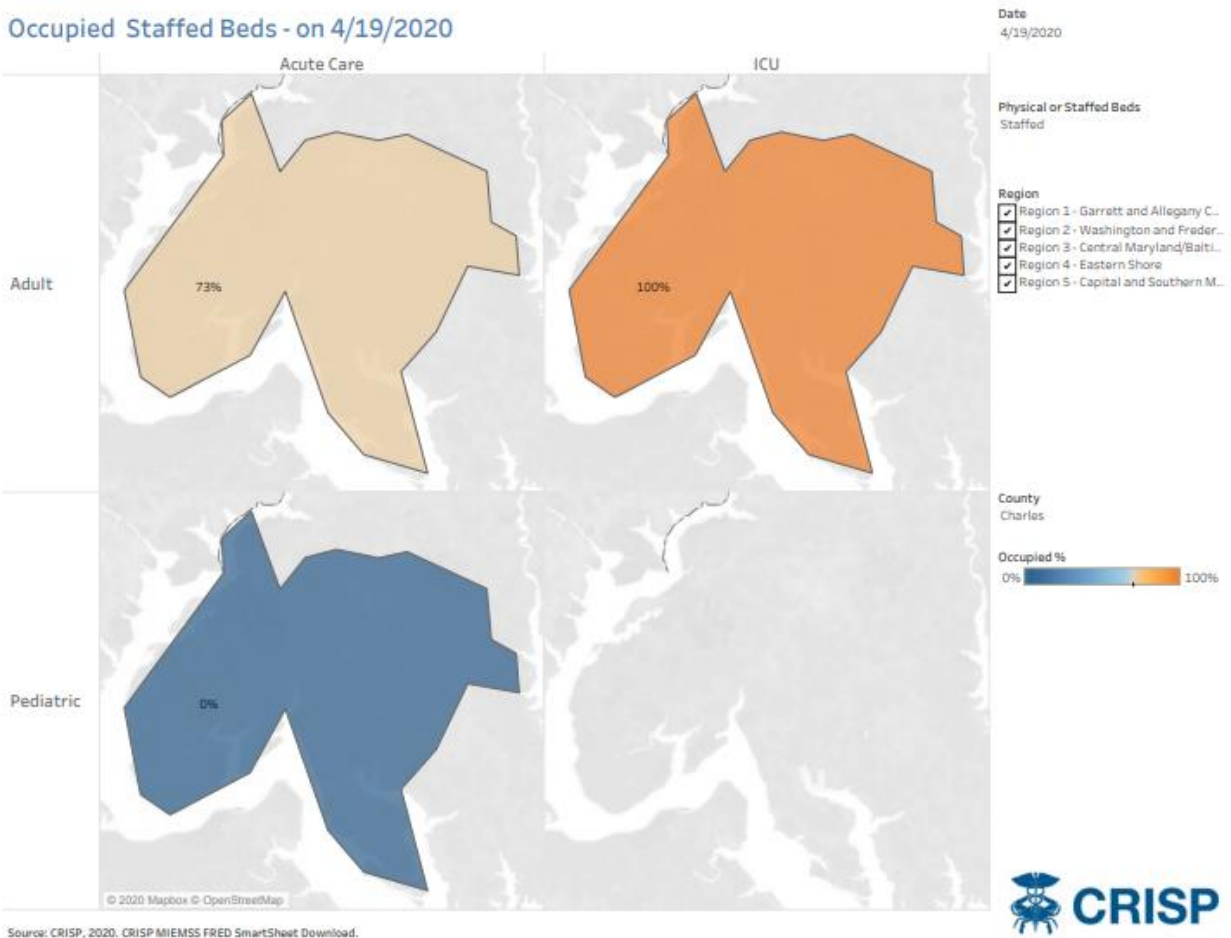 Occupied Staffed Beds - on 4/19/2020
Date
4/19/2020
Acute Care
ICU
Physical or Staffed Beds
Staffed
Region
Region 1 - Garrett and Allegany C...
Region 2 - Washington and Freder...
Region 3 - Central Maryland/Balti...
Region 4 - Eastern Shore
Region 5 - Capital and Southern M...
Adult
73%
100%
County
Charles
Occupied %
0% 100%
Pediatric
0%
© 2020 Mapbox © OpenStreetMap
CRISP
Source: CRISP, 2020. CRISP MIEMSS FRED SmartSheet Download.